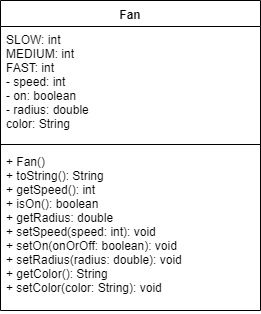 Fan
SLOW: int
MEDIUM: int
FAST: int
- speed: int
- on: boolean
- radius: double
color: String
+ Fan()
+ toString(): String
+ getSpeed(): int
+ isOn(): boolean
+ getRadius: double
+ setSpeed(speed: int): void
+ setOn(onOrOff: boolean): void
+ setRadius(radius: double): void
+ getColor(): String
+ setColor(color: String): void